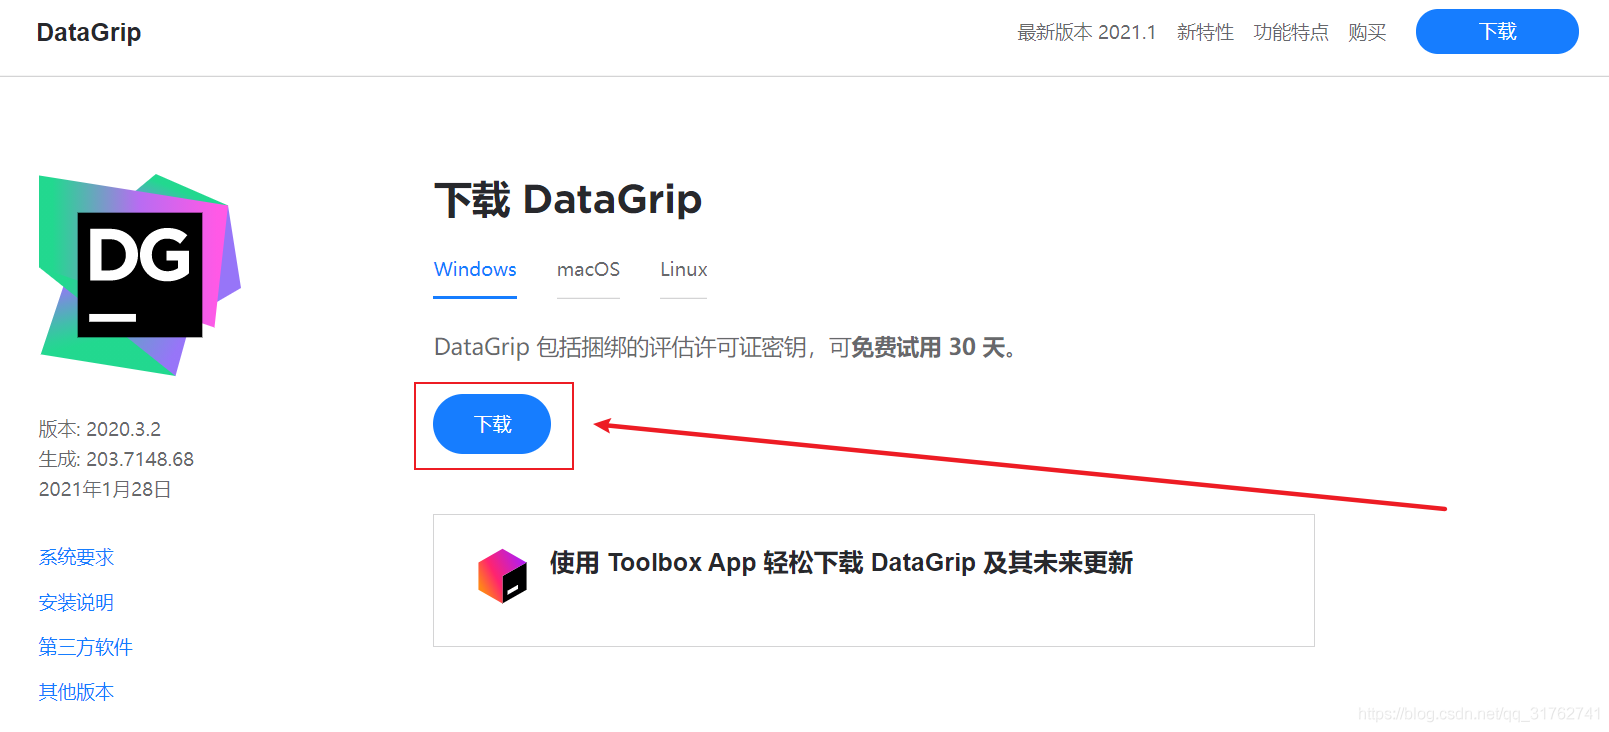 DataGrip
最新版本 2021.1 新特性 功能特点 购买 下载
下载 DataGrip
DG
Windows macOS Linux
DataGrip 包括捆绑的评估许可证密钥，可免费试用 30 天。
下载
版本: 2020.3.2
生成: 203.7148.68
2021年1月28日
使用 Toolbox App 轻松下载 DataGrip 及其未来更新
系统要求
安装说明
第三方软件
其他版本
https://blog.csdn.net/qq_31762741